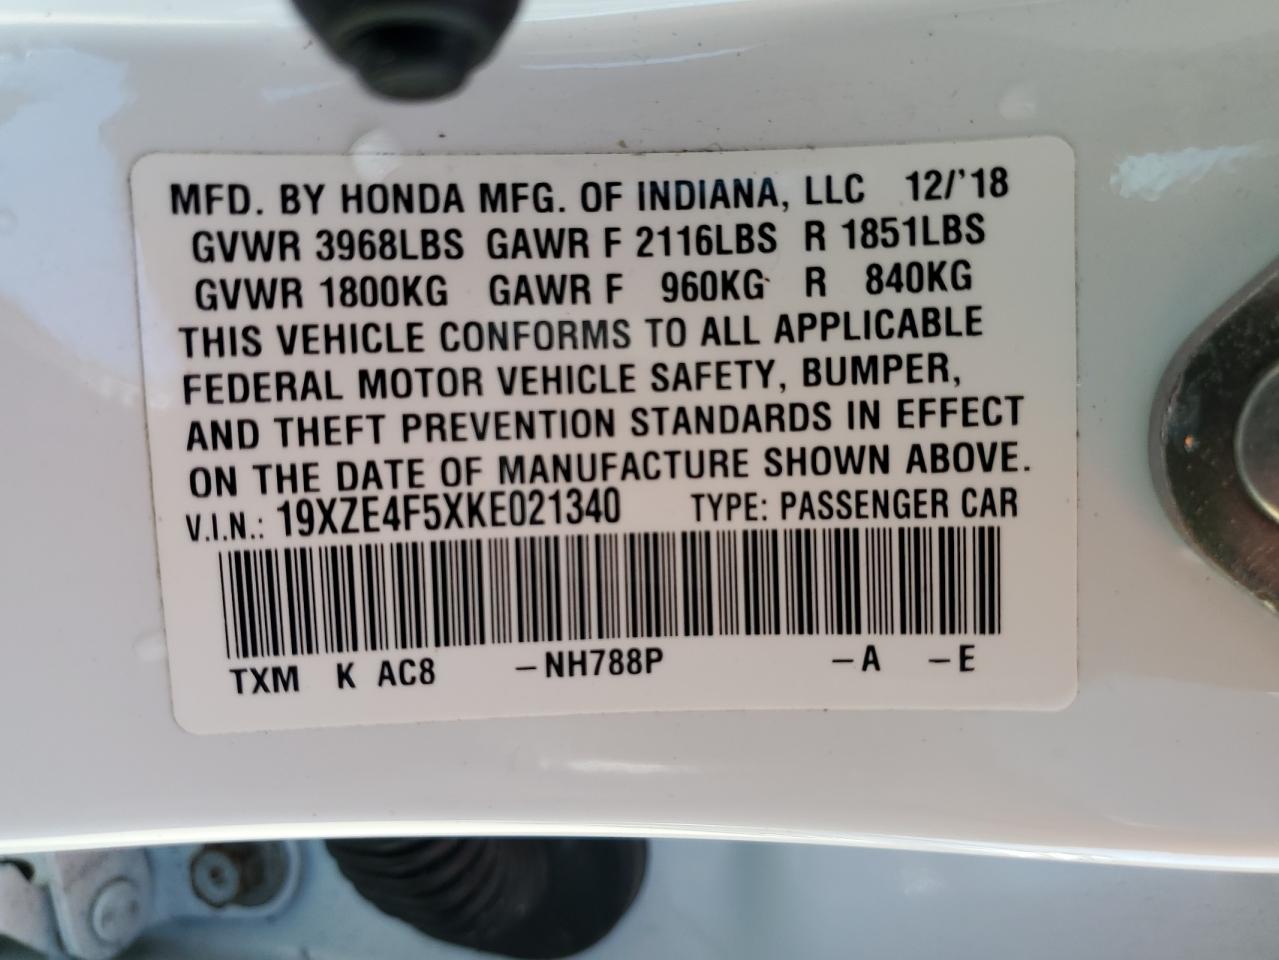 MFD. BY HONDA MFG. OF INDIANA, LLC 12/'18
GVWR 3968LBS GAWR F 2116LBS R 1851LBS
GVWR 1800KG GAWR F 960KG R 840KG
THIS VEHICLE CONFORMS TO ALL APPLICABLE
FEDERAL MOTOR VEHICLE SAFETY, BUMPER,
AND THEFT PREVENTION STANDARDS IN EFFECT
ON THE DATE OF MANUFACTURE SHOWN ABOVE.
V.I.N.: 19XZE4F5XKE021340 TYPE: PASSENGER CAR
TXM K AC8 –NH788P –A –E